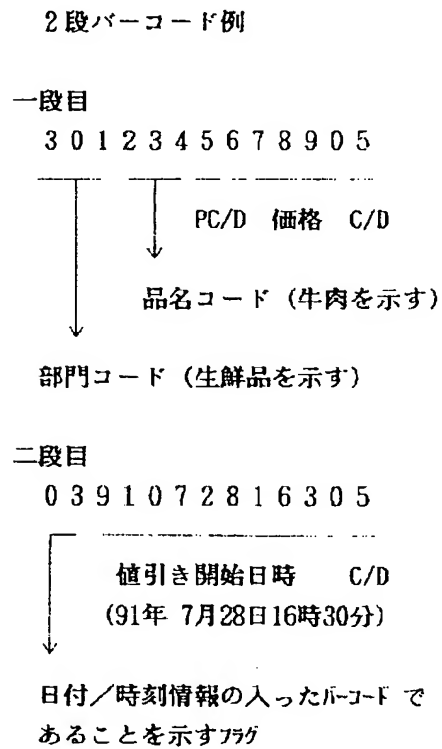 2段バーコード例
一段目
3012345678905
PC/D 価格 C/D
品名コード (牛肉を示す)
部門コード (生鮮品を示す)
二段目
0391072816305
値引き開始日時 C/D
(91年 7月28日16時30分)
日付/時刻情報の入ったバーコードで
あることを示すフラグ